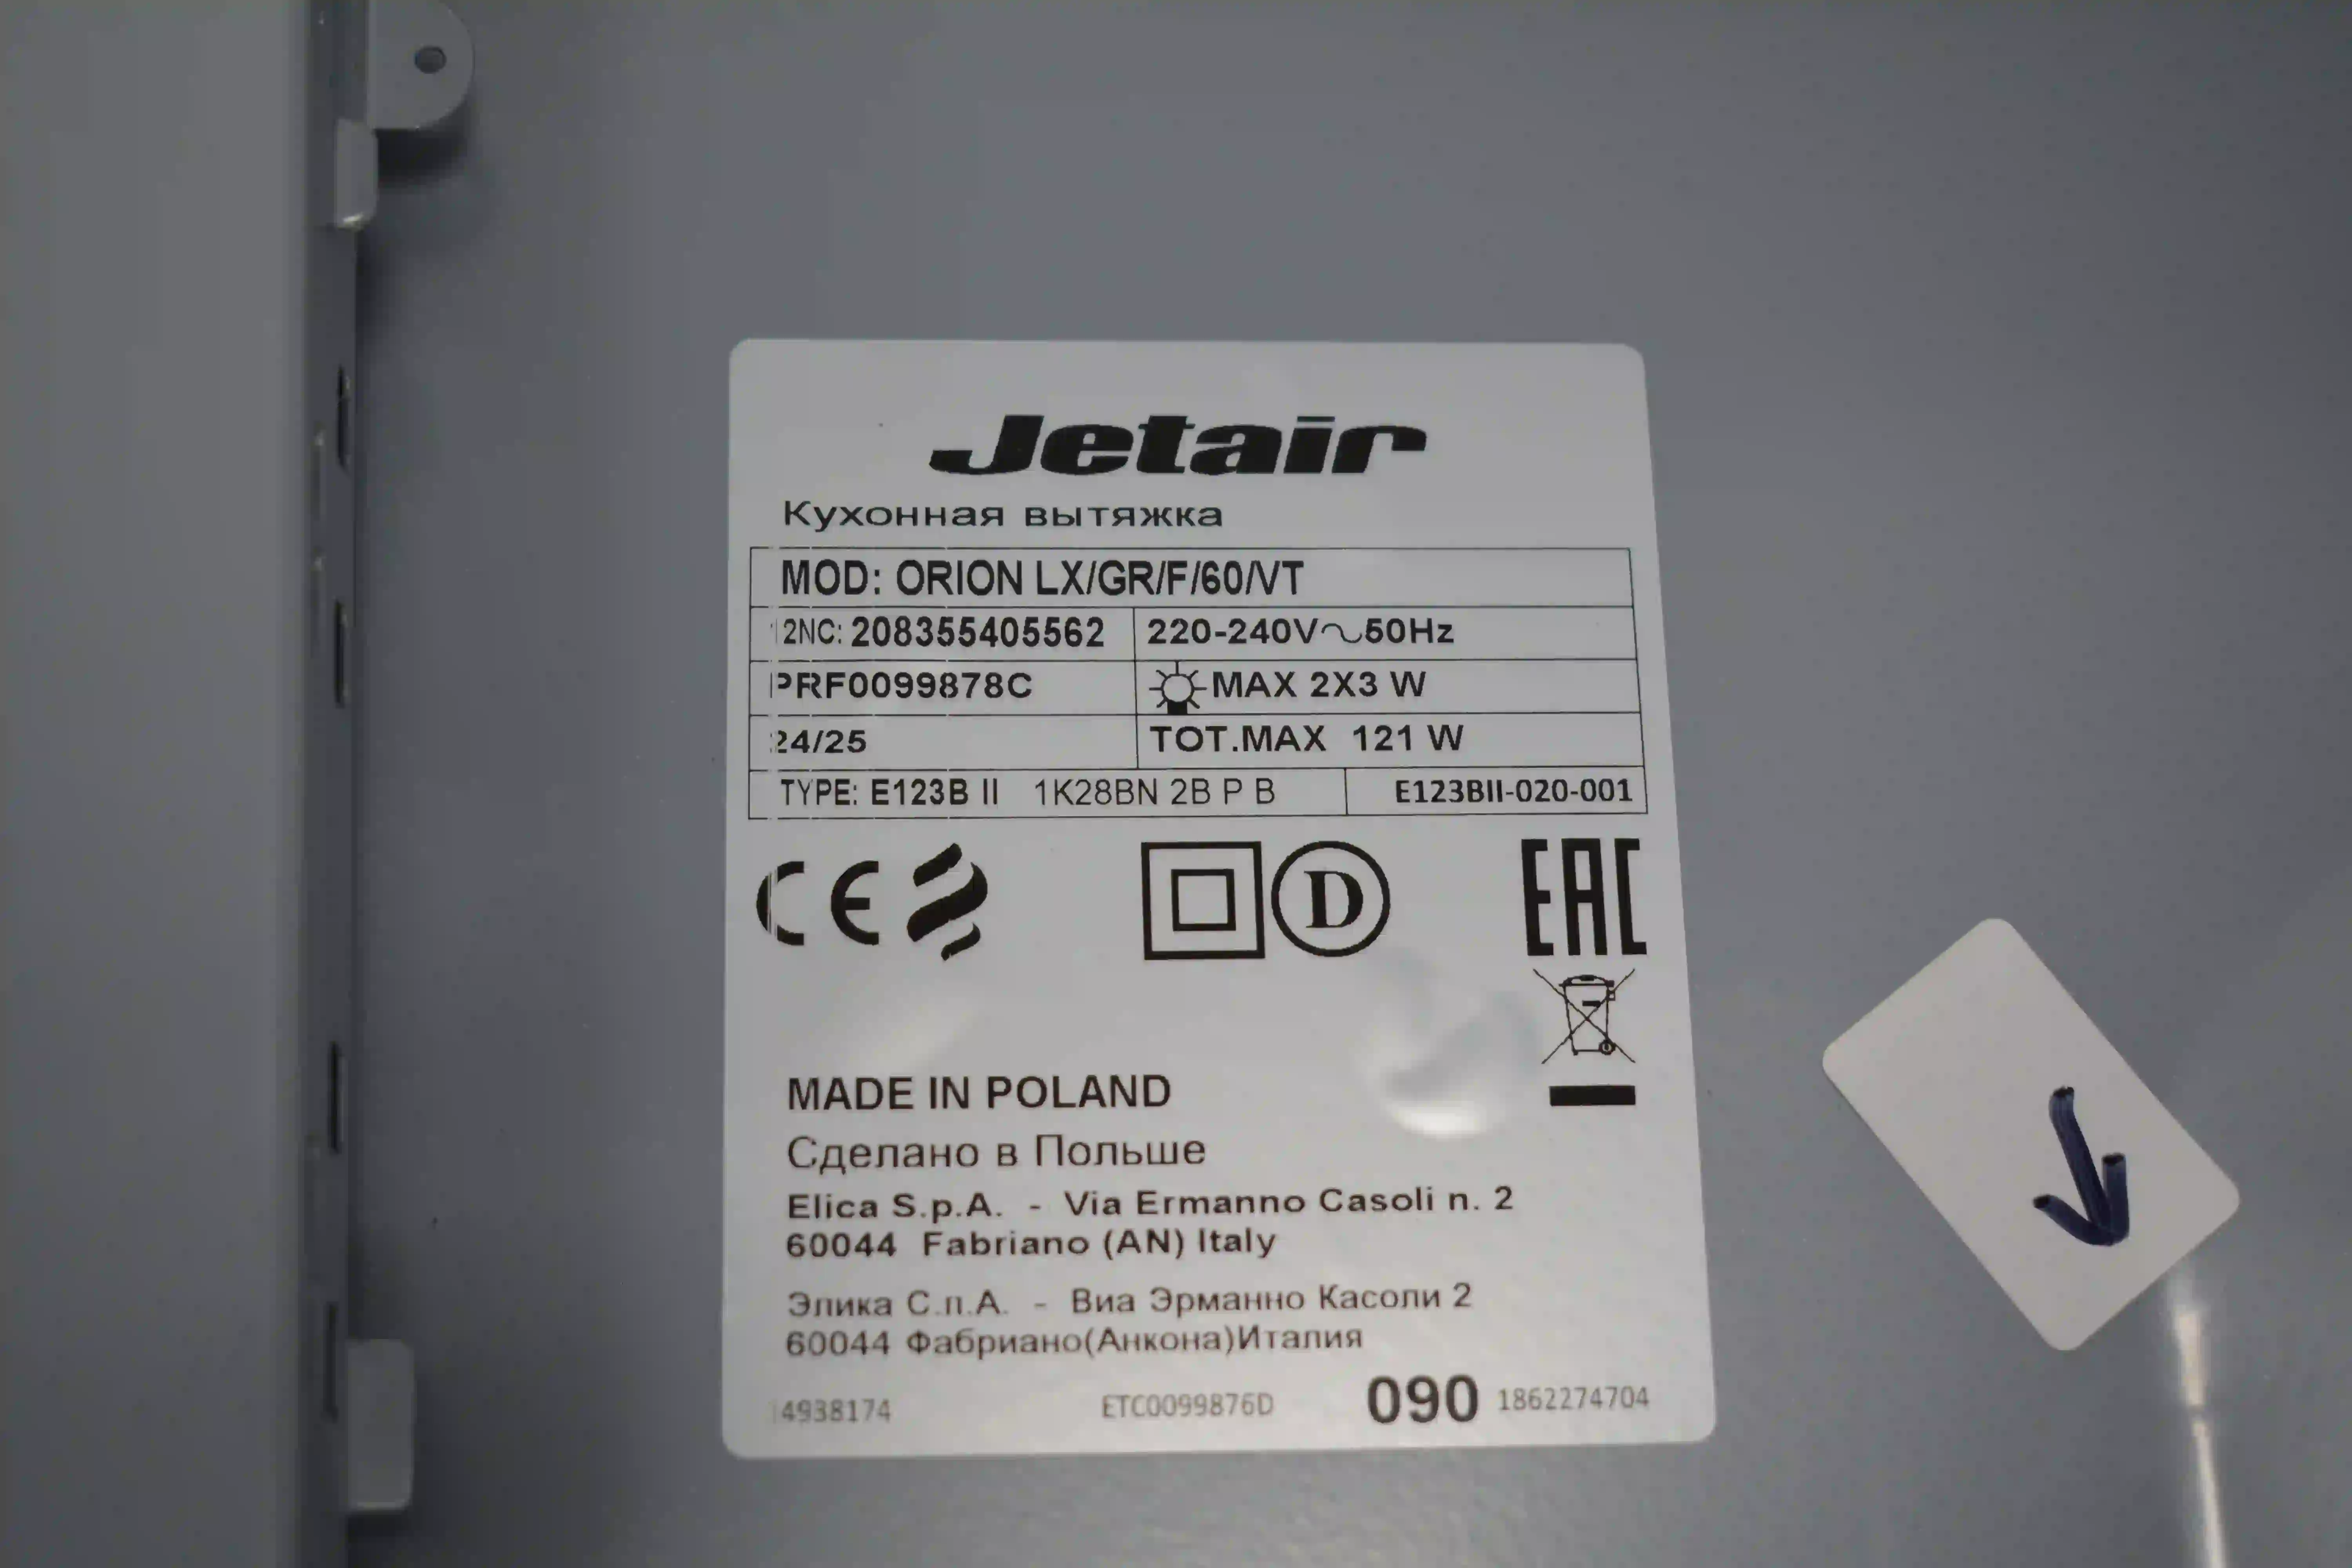 Jetair
Кухонная вытяжка
MOD: ORION LX/GR/F/60/VT
12NC: 208355405562 220-240V~50Hz
PRF0099878C MAX 2X3 W
24/25 TOT.MAX 121 W
TYPE: E123B II 1K28BN 2B P B E123BII-020-001
CE D EAC
MADE IN POLAND
Сделано в Польше
Elica S.p.A. - Via Ermanno Casoli n. 2
60044 Fabriano (AN) Italy
Элика С.п.А. - Виа Эрманно Касоли 2
60044 Фабриано(Анкона)Италия
14938174 ETC0099876D 090 1862274704